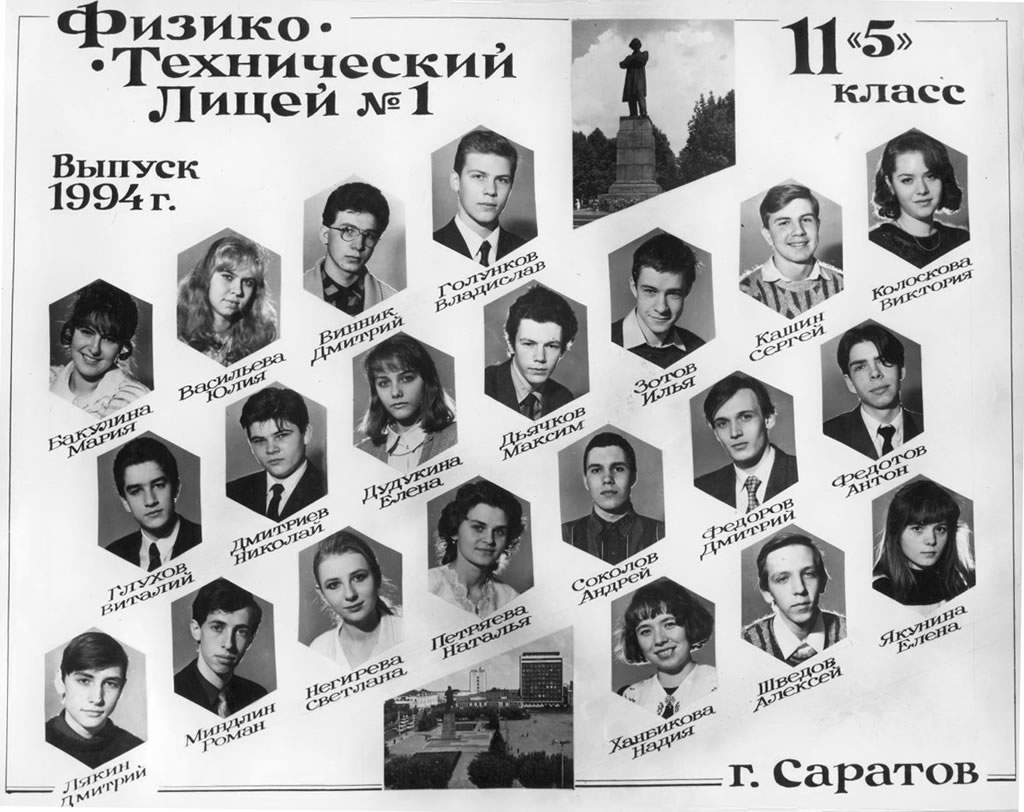 Физико·
·Технический
Лицей №1
11 «5»
класс
Выпуск
1994 г.
Бакулина
Мария
Васильева
Юлия
Винник
Дмитрий
Голунков
Владислав
Глухов
Виталий
Дмитриев
Николай
Дудукина
Елена
Дьячков
Максим
Зотов
Илья
Кашин
Сергей
Колоскова
Виктория
Лякин
Дмитрий
Миндлин
Роман
Негирева
Светлана
Петряева
Наталья
Соколов
Андрей
Федоров
Дмитрий
Федотов
Антон
Ханбикова
Надия
Шведов
Алексей
Якунина
Елена
г. Саратов